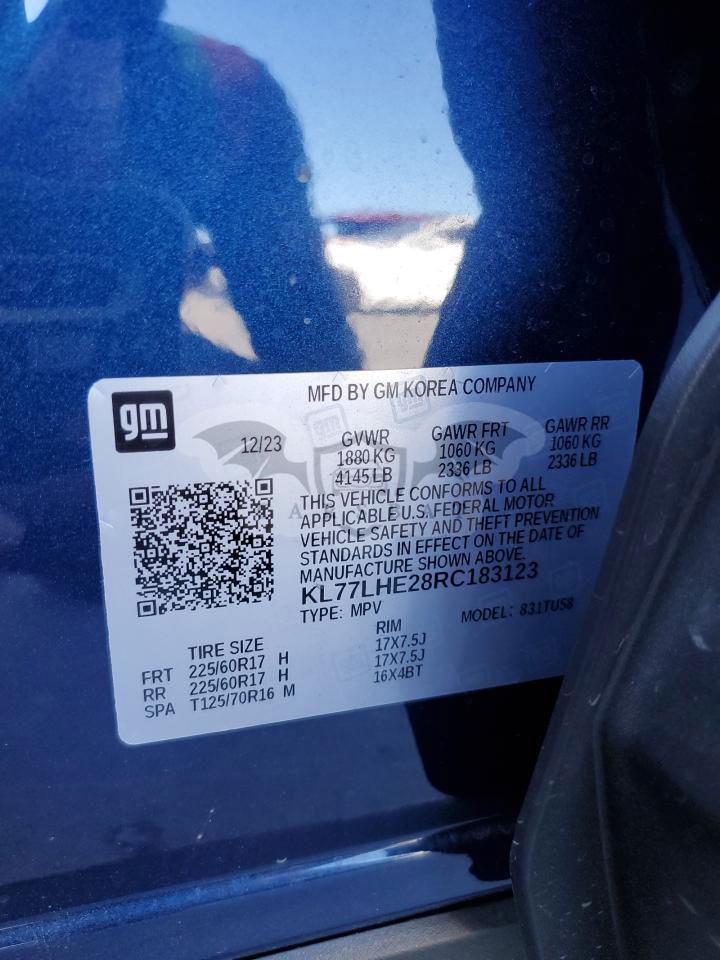 MFD BY GM KOREA COMPANY
gm
12/23
GVWR GAWR FRT GAWR RR
1880 KG 1060 KG 1060 KG
4145 LB 2336 LB 2336 LB
THIS VEHICLE CONFORMS TO ALL
APPLICABLE U.S. FEDERAL MOTOR
VEHICLE SAFETY AND THEFT PREVENTION
STANDARDS IN EFFECT ON THE DATE OF
MANUFACTURE SHOWN ABOVE.
KL77LHE28RC183123
TYPE: MPV MODEL: 831TUS8
TIRE SIZE RIM
FRT 225/60R17 H 17X7.5J
RR 225/60R17 H 17X7.5J
SPA T125/70R16 M 16X4BT